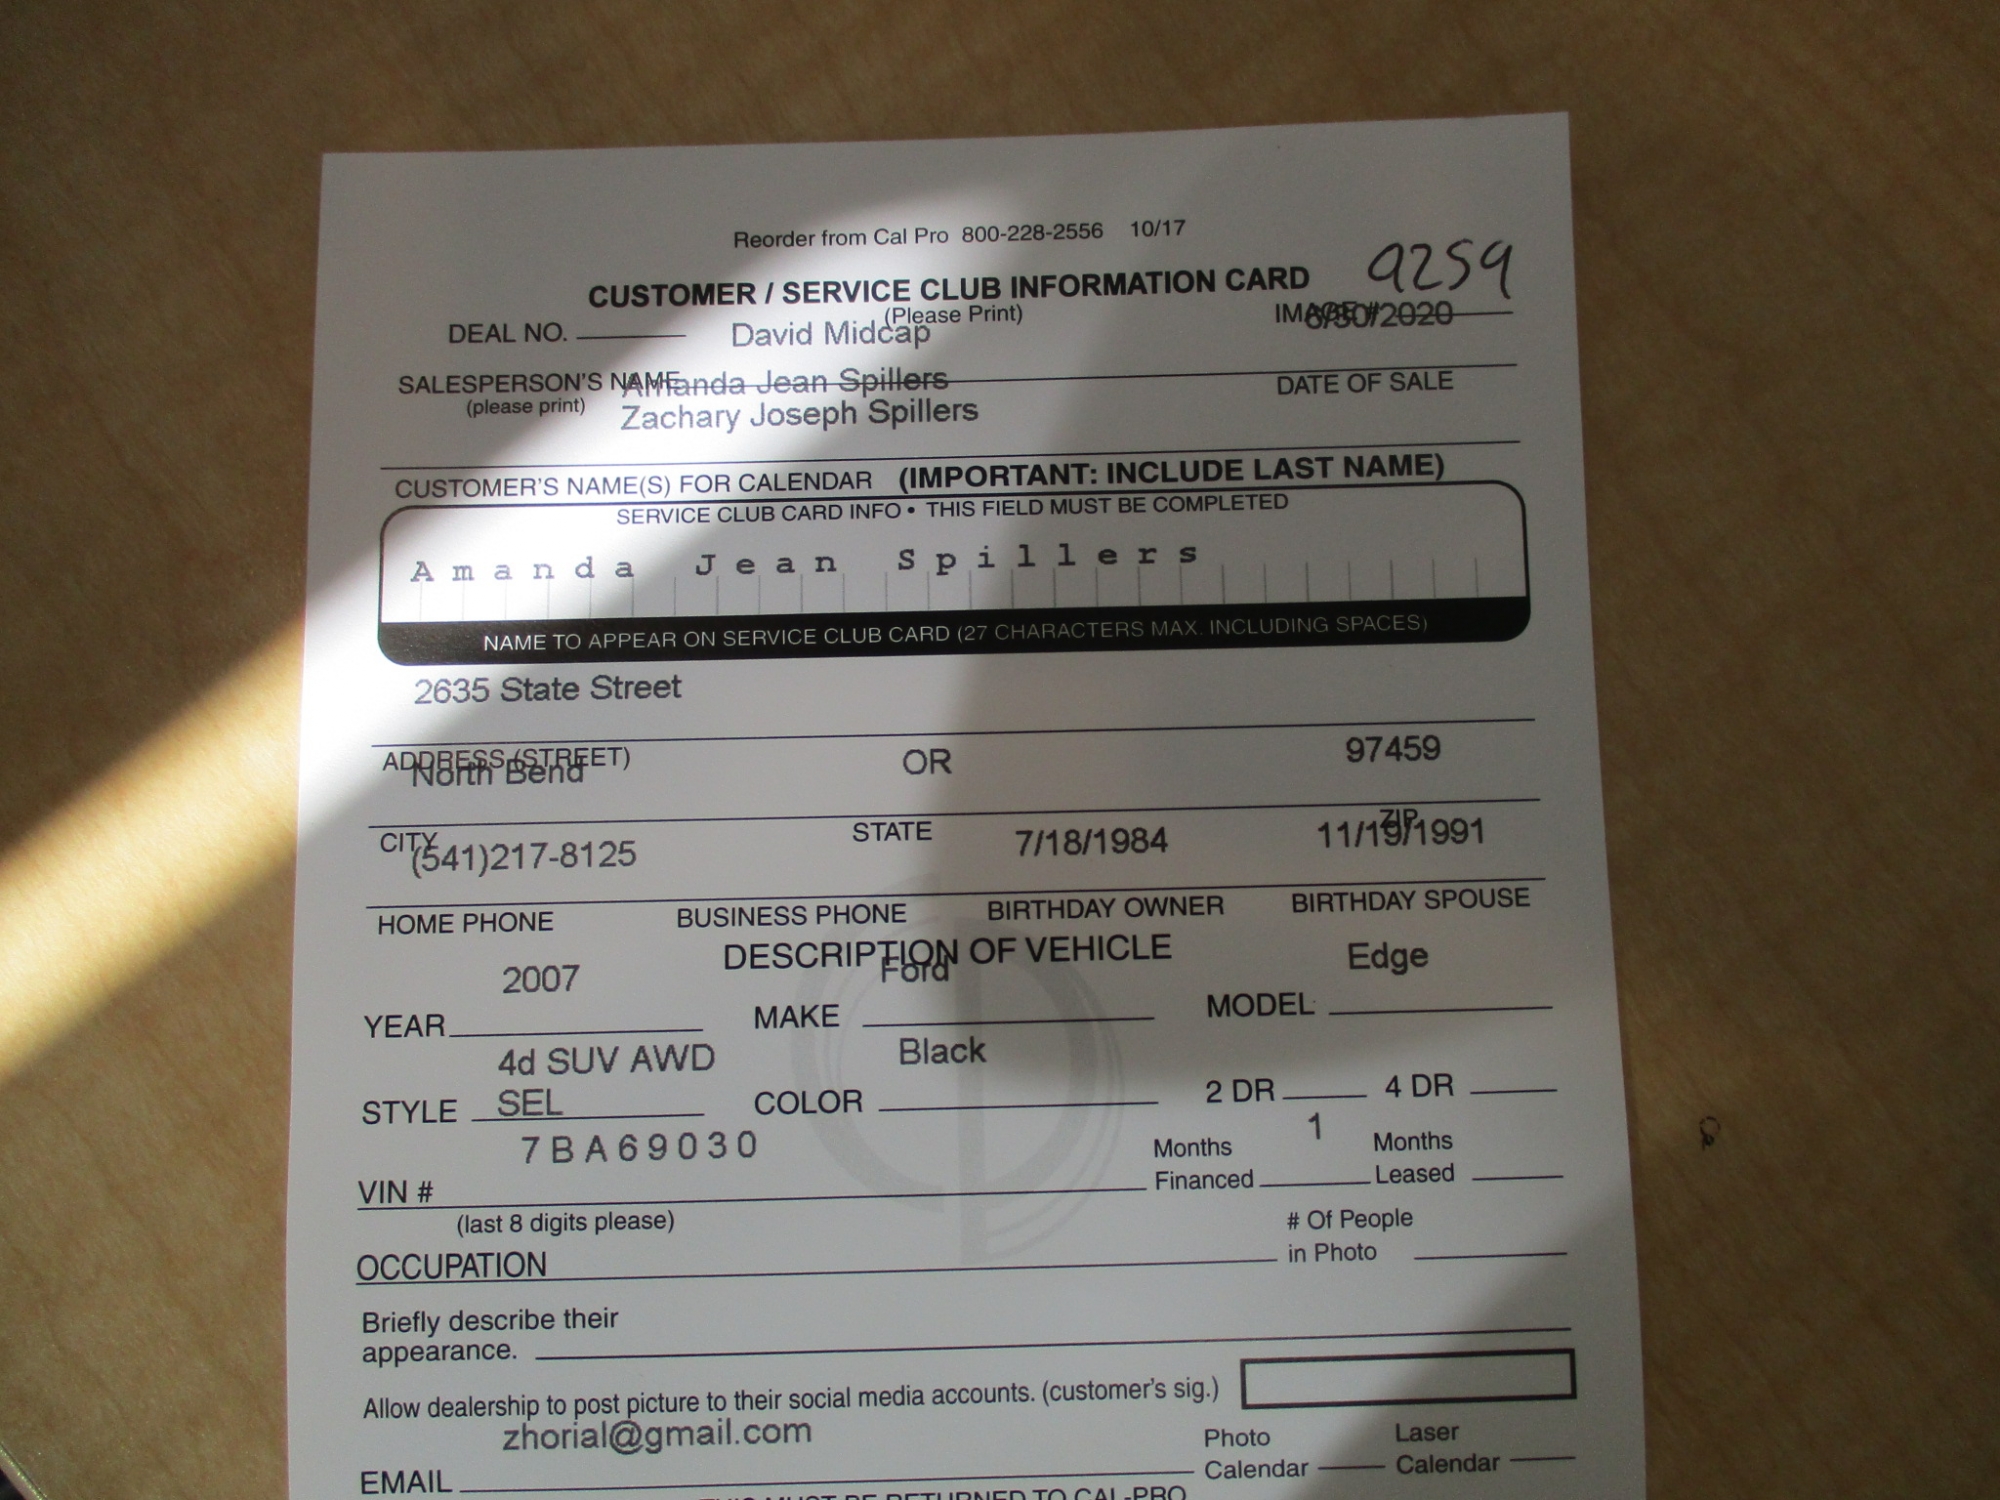 Reorder from Cal Pro 800-228-2556 10/17
CUSTOMER / SERVICE CLUB INFORMATION CARD 9259
(Please Print)
DEAL NO. David Midcap IMAGE # 6/30/2020
SALESPERSON'S NAME Amanda Jean Spillers DATE OF SALE
(please print) Zachary Joseph Spillers
CUSTOMER'S NAME(S) FOR CALENDAR (IMPORTANT: INCLUDE LAST NAME)
SERVICE CLUB CARD INFO • THIS FIELD MUST BE COMPLETED
Amanda Jean Spillers
NAME TO APPEAR ON SERVICE CLUB CARD (27 CHARACTERS MAX. INCLUDING SPACES)
2635 State Street
ADDRESS (STREET)
North Bend OR 97459
CITY STATE ZIP
(541)217-8125 7/18/1984 11/19/1991
HOME PHONE BUSINESS PHONE BIRTHDAY OWNER BIRTHDAY SPOUSE
DESCRIPTION OF VEHICLE
2007 Ford Edge
YEAR MAKE MODEL
4d SUV AWD Black
STYLE SEL COLOR 2 DR 4 DR
7BA69030 1
VIN # Months Financed Months Leased
(last 8 digits please)
OCCUPATION # Of People in Photo
Briefly describe their
appearance.
Allow dealership to post picture to their social media accounts. (customer's sig.)
zhorial@gmail.com
EMAIL Photo Calendar Laser Calendar
THIS MUST BE RETURNED TO CAL-PRO